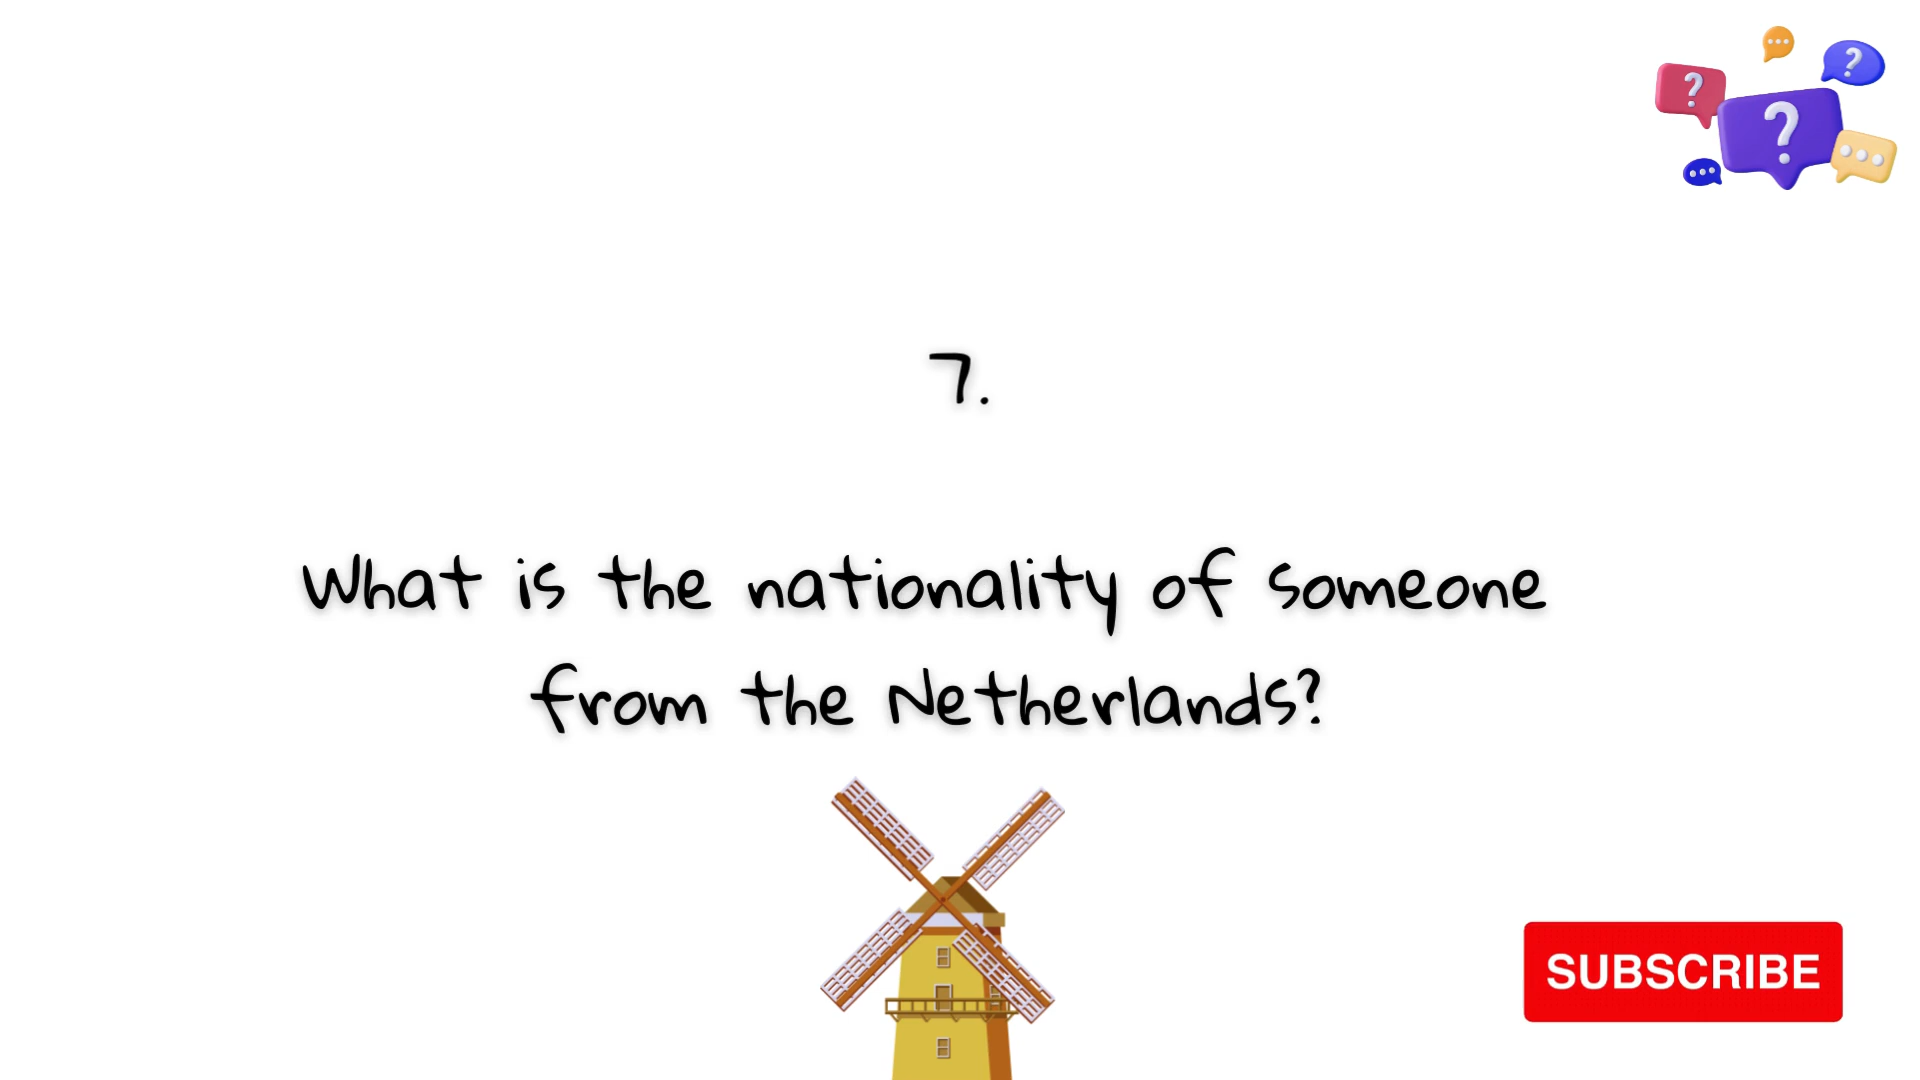 ?
?
?
7.
What is the nationality of someone
from the Netherlands?
SUBSCRIBE